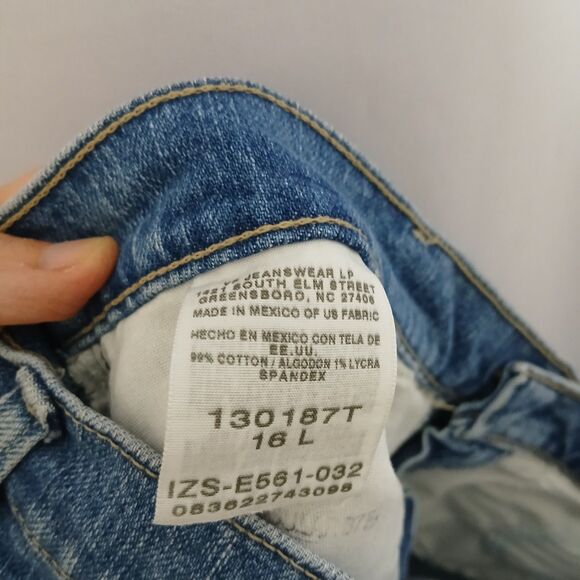 JEANSWEAR LP
SOUTH ELM STREET
GREENSBORO, NC 27406
MADE IN MEXICO OF US FABRIC
HECHO EN MEXICO CON TELA DE
EE.UU.
99% COTTON / ALGODON 1% LYCRA
SPANDEX
130187T
16 L
IZS-E561-032
083622743098